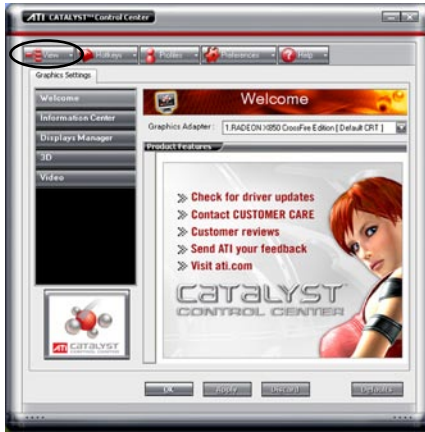 ATI CATALYST™ Control Center
View Hotkeys Profiles Preferences Help
Graphics Settings
Welcome
Information Center
Displays Manager
3D
Video
Welcome
Graphics Adapter: 1.RADEON X850 CrossFire Edition [ Default CRT ]
Product Features
>> Check for driver updates
>> Contact CUSTOMER CARE
>> Customer reviews
>> Send ATI your feedback
>> Visit ati.com
CATALYST
CONTROL CENTER
ATI CATALYST
CONTROL CENTER
OK Apply Discard Defaults